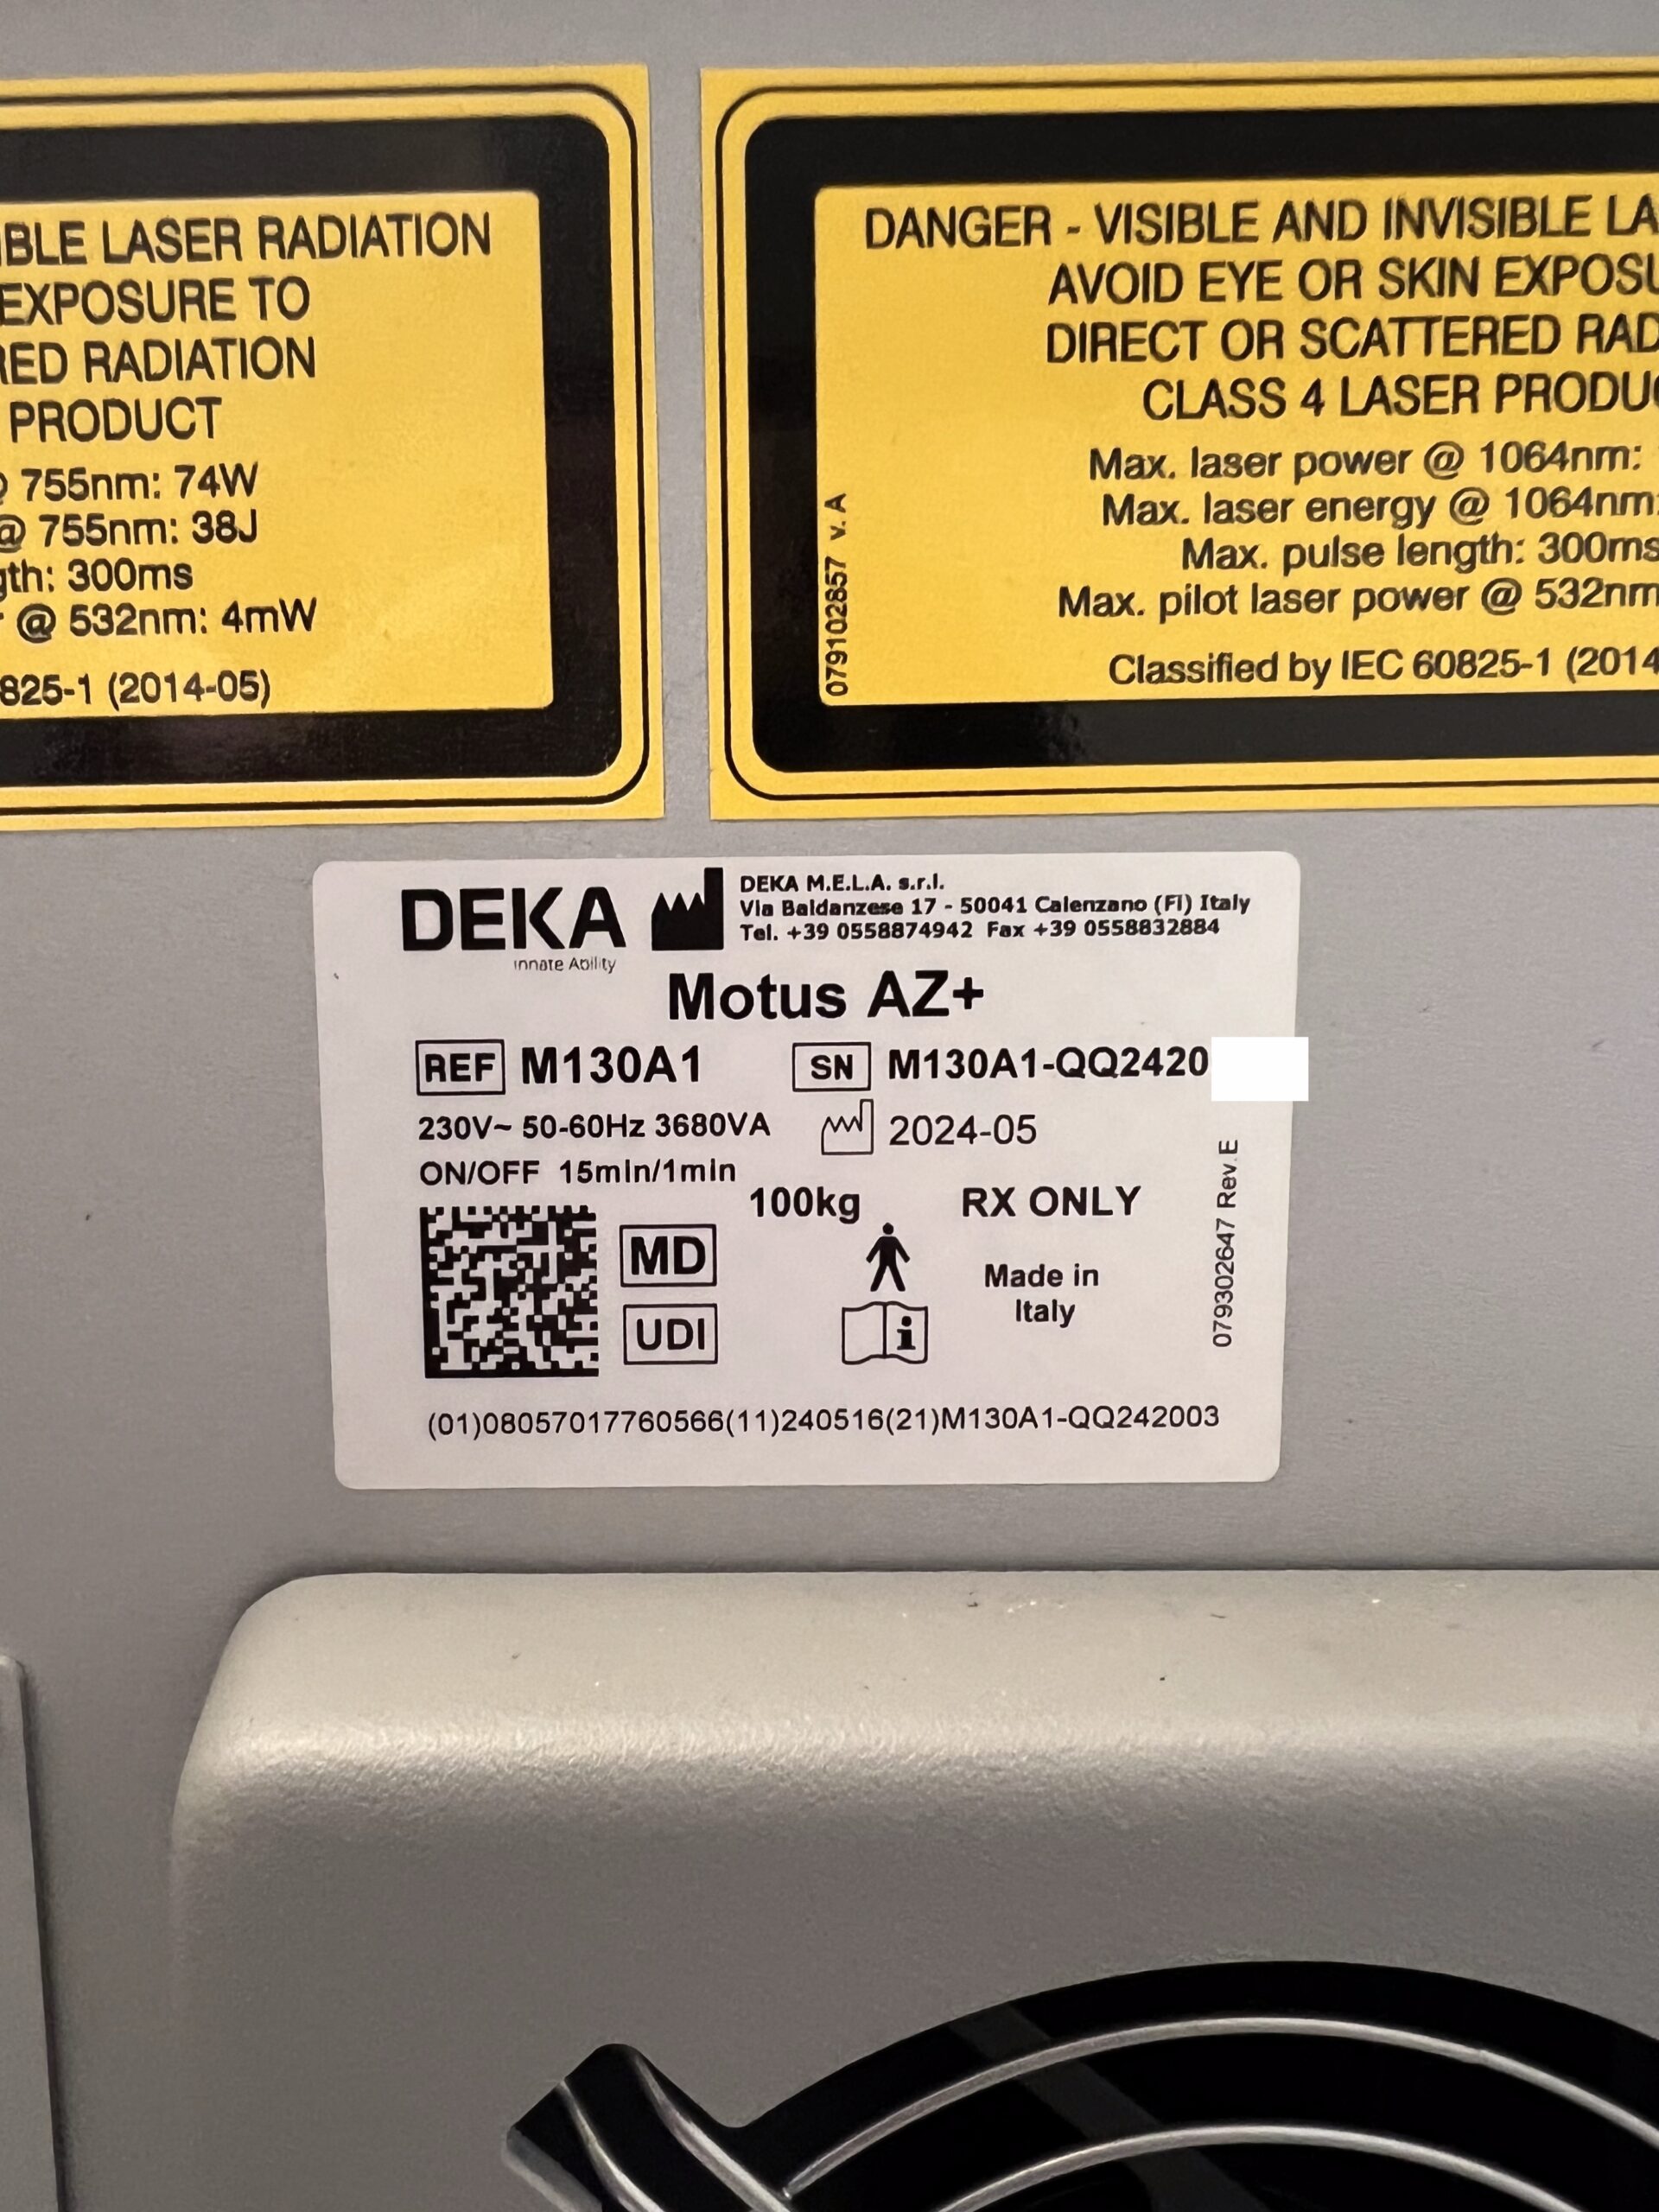 BLE LASER RADIATION
EXPOSURE TO
RED RADIATION
PRODUCT
@ 755nm: 74W
@ 755nm: 38J
gth: 300ms
r @ 532nm: 4mW
825-1 (2014-05)
DANGER - VISIBLE AND INVISIBLE LA
AVOID EYE OR SKIN EXPOSU
DIRECT OR SCATTERED RAD
CLASS 4 LASER PRODUC
Max. laser power @ 1064nm:
Max. laser energy @ 1064nm:
Max. pulse length: 300ms
Max. pilot laser power @ 532nm
Classified by IEC 60825-1 (2014
079102857 v. A
DEKA
Innate Ability
DEKA M.E.L.A. s.r.l.
Via Baldanzese 17 - 50041 Calenzano (FI) Italy
Tel. +39 0558874942 Fax +39 0558832884
Motus AZ+
REF M130A1 SN M130A1-QQ2420
230V~ 50-60Hz 3680VA 2024-05
ON/OFF 15min/1min
100kg RX ONLY
MD
UDI
Made in
Italy
079302647 Rev.E
(01)08057017760566(11)240516(21)M130A1-QQ242003